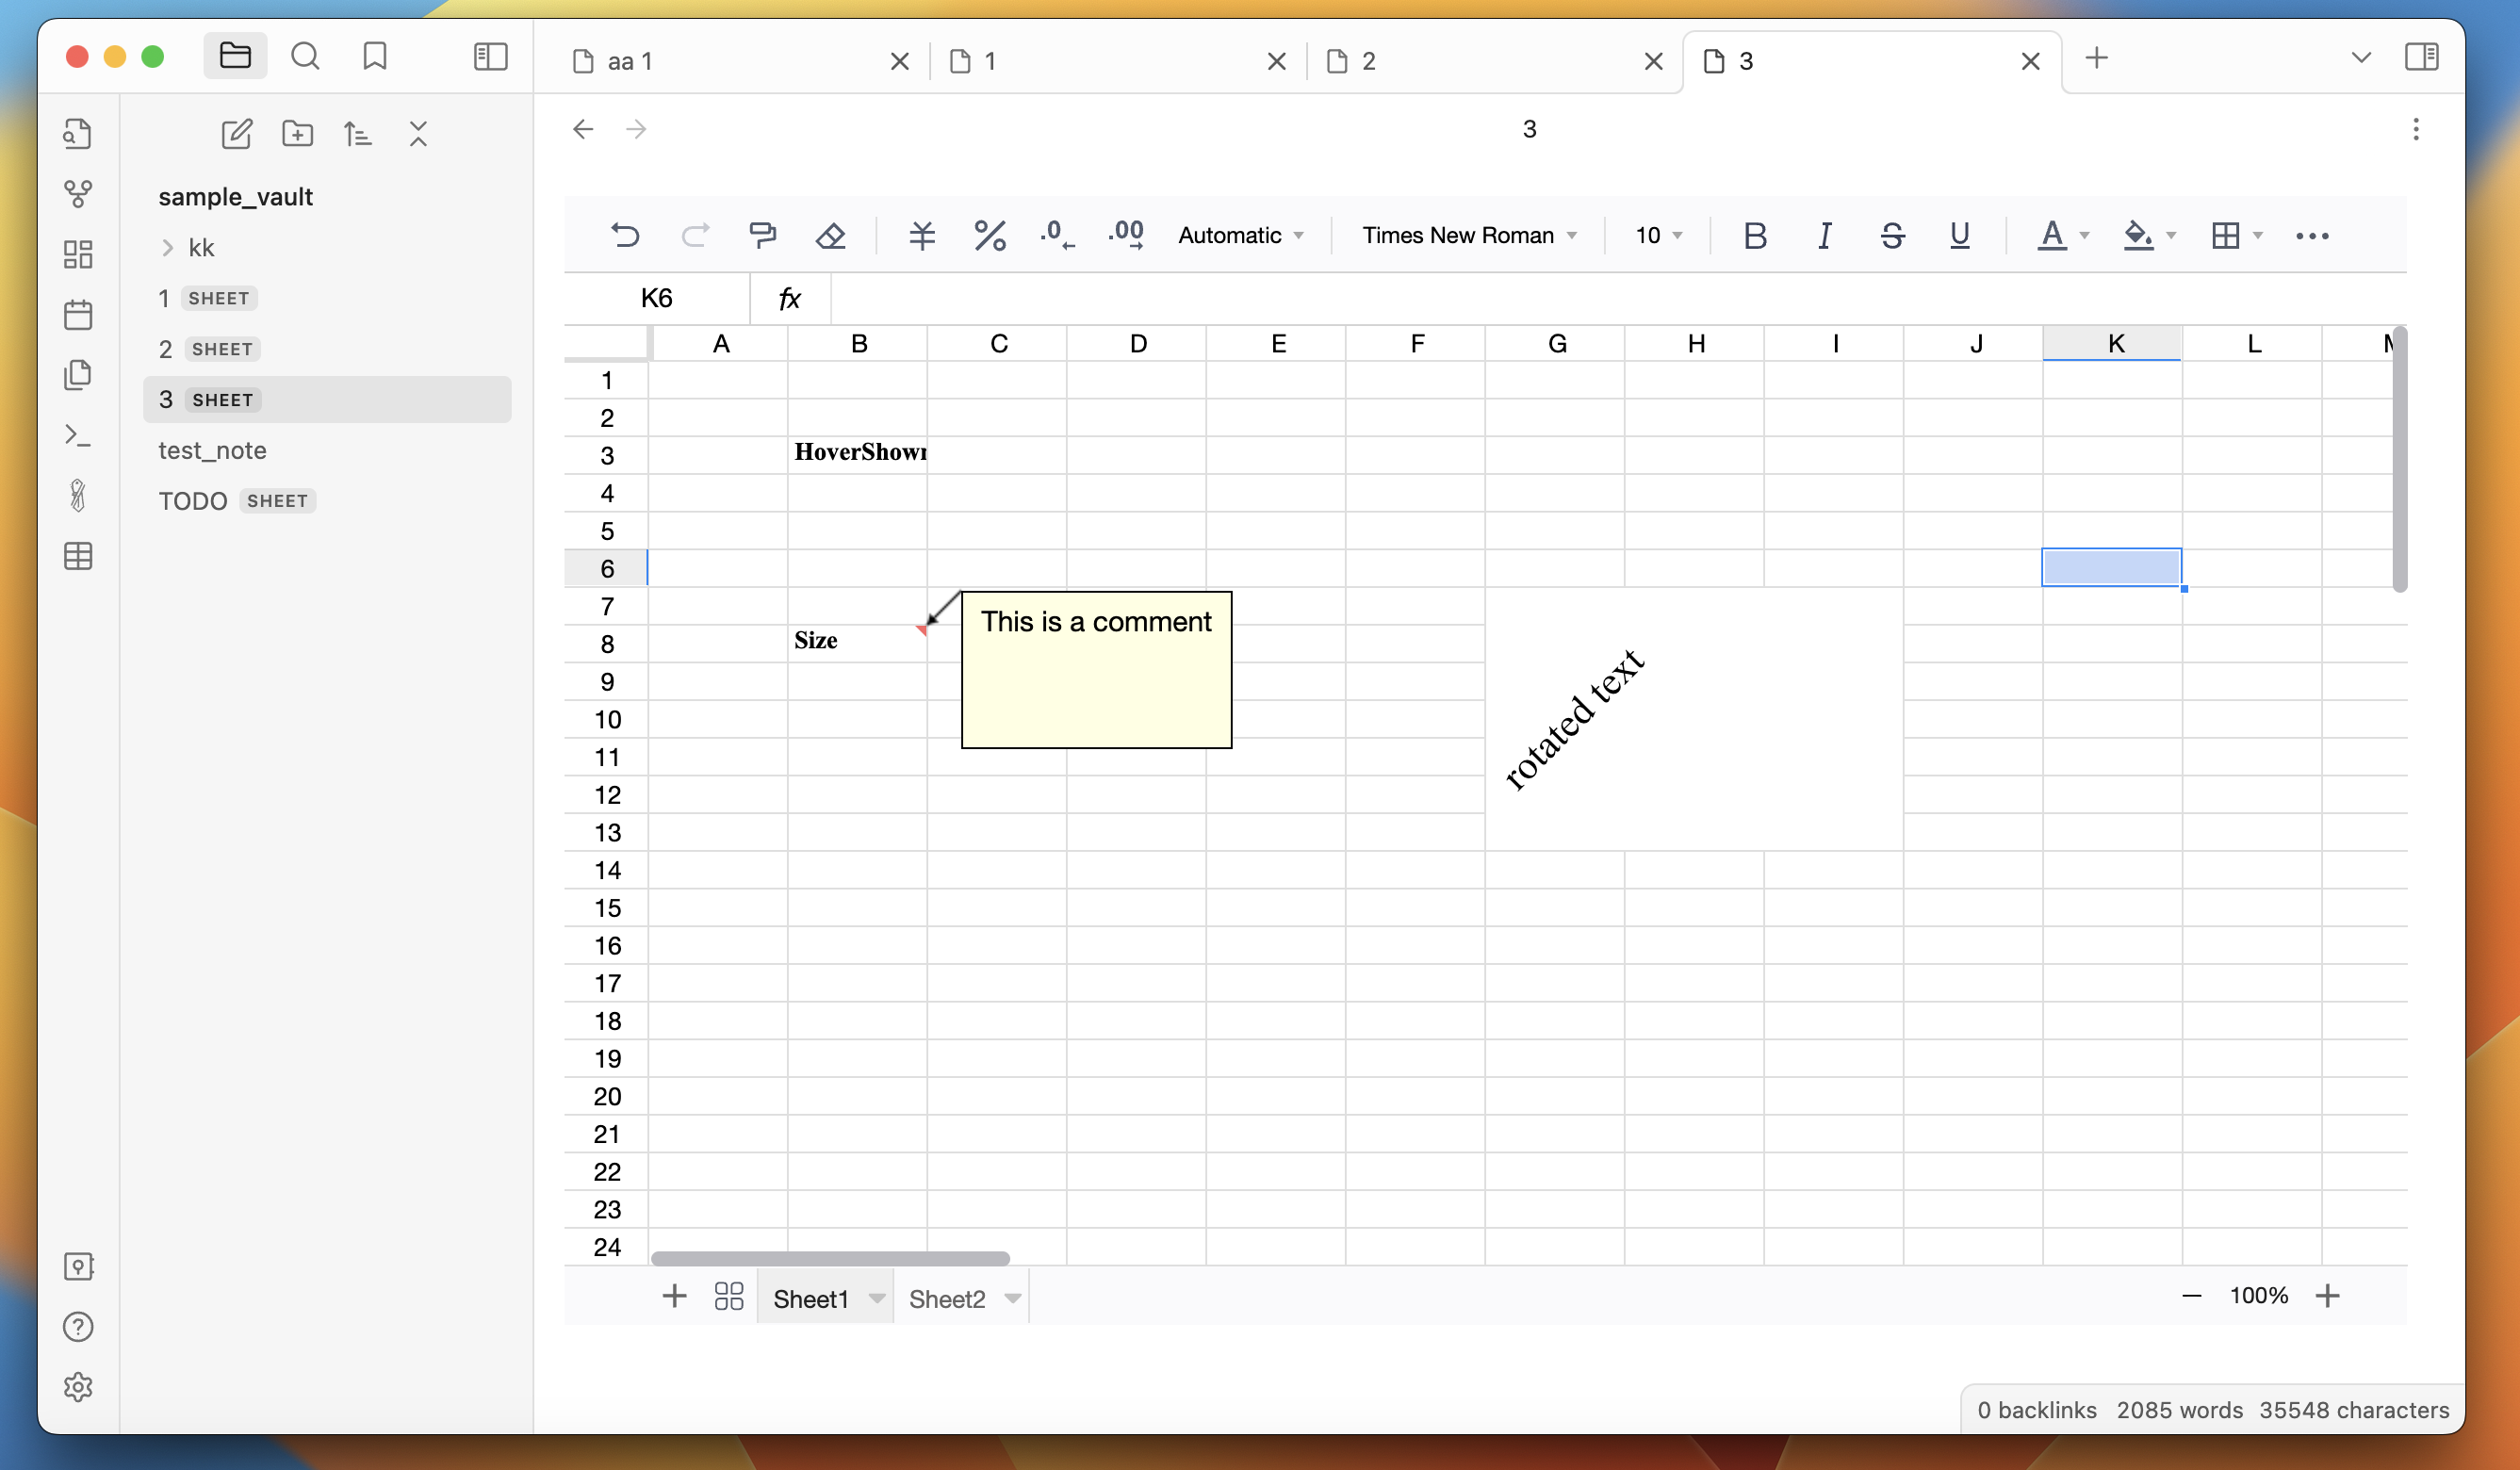 aa 1
1
2
3
3
sample_vault
kk
1 SHEET
2 SHEET
3 SHEET
test_note
TODO SHEET
% .0 .00 Automatic Times New Roman 10 B I S U A
K6 fx
A B C D E F G H I J K L
1
2
3 HoverShown
4
5
6
7
This is a comment
8 Size
9
rotated text
10
11
12
13
14
15
16
17
18
19
20
21
22
23
24
Sheet1 Sheet2 100%
0 backlinks 2085 words 35548 characters